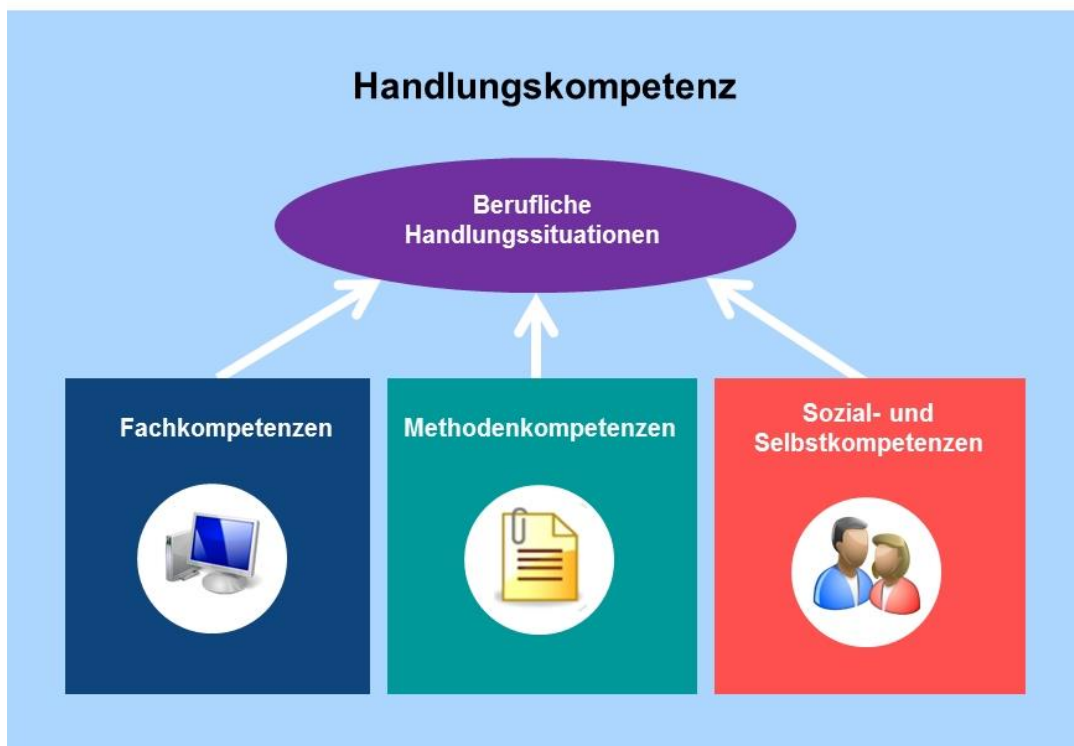 Handlungskompetenz
Berufliche
Handlungssituationen
Fachkompetenzen
Methodenkompetenzen
Sozial- und
Selbstkompetenzen